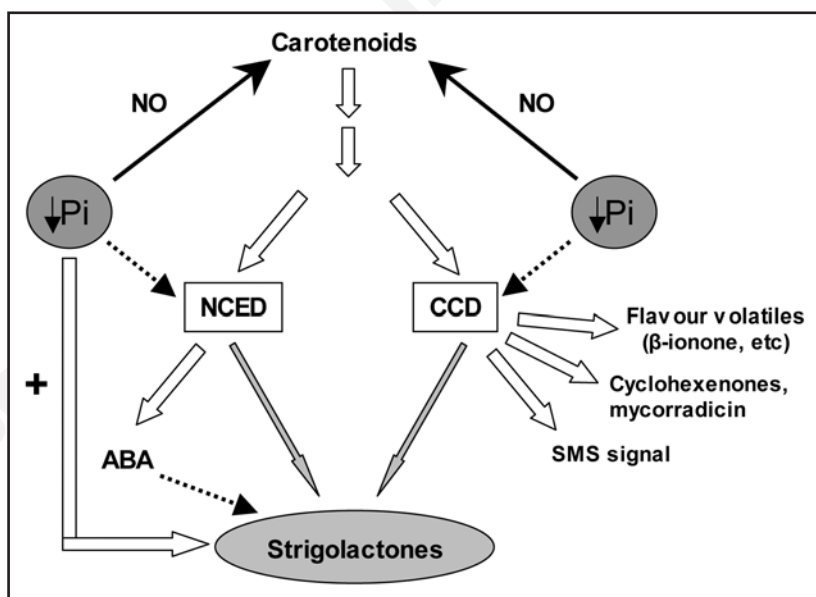 Carotenoids
NO
NO
↓Pi
↓Pi
NCED
CCD
Flavour volatiles
(β-ionone, etc)
+
Cyclohexenones,
mycorradicin
ABA
SMS signal
Strigolactones